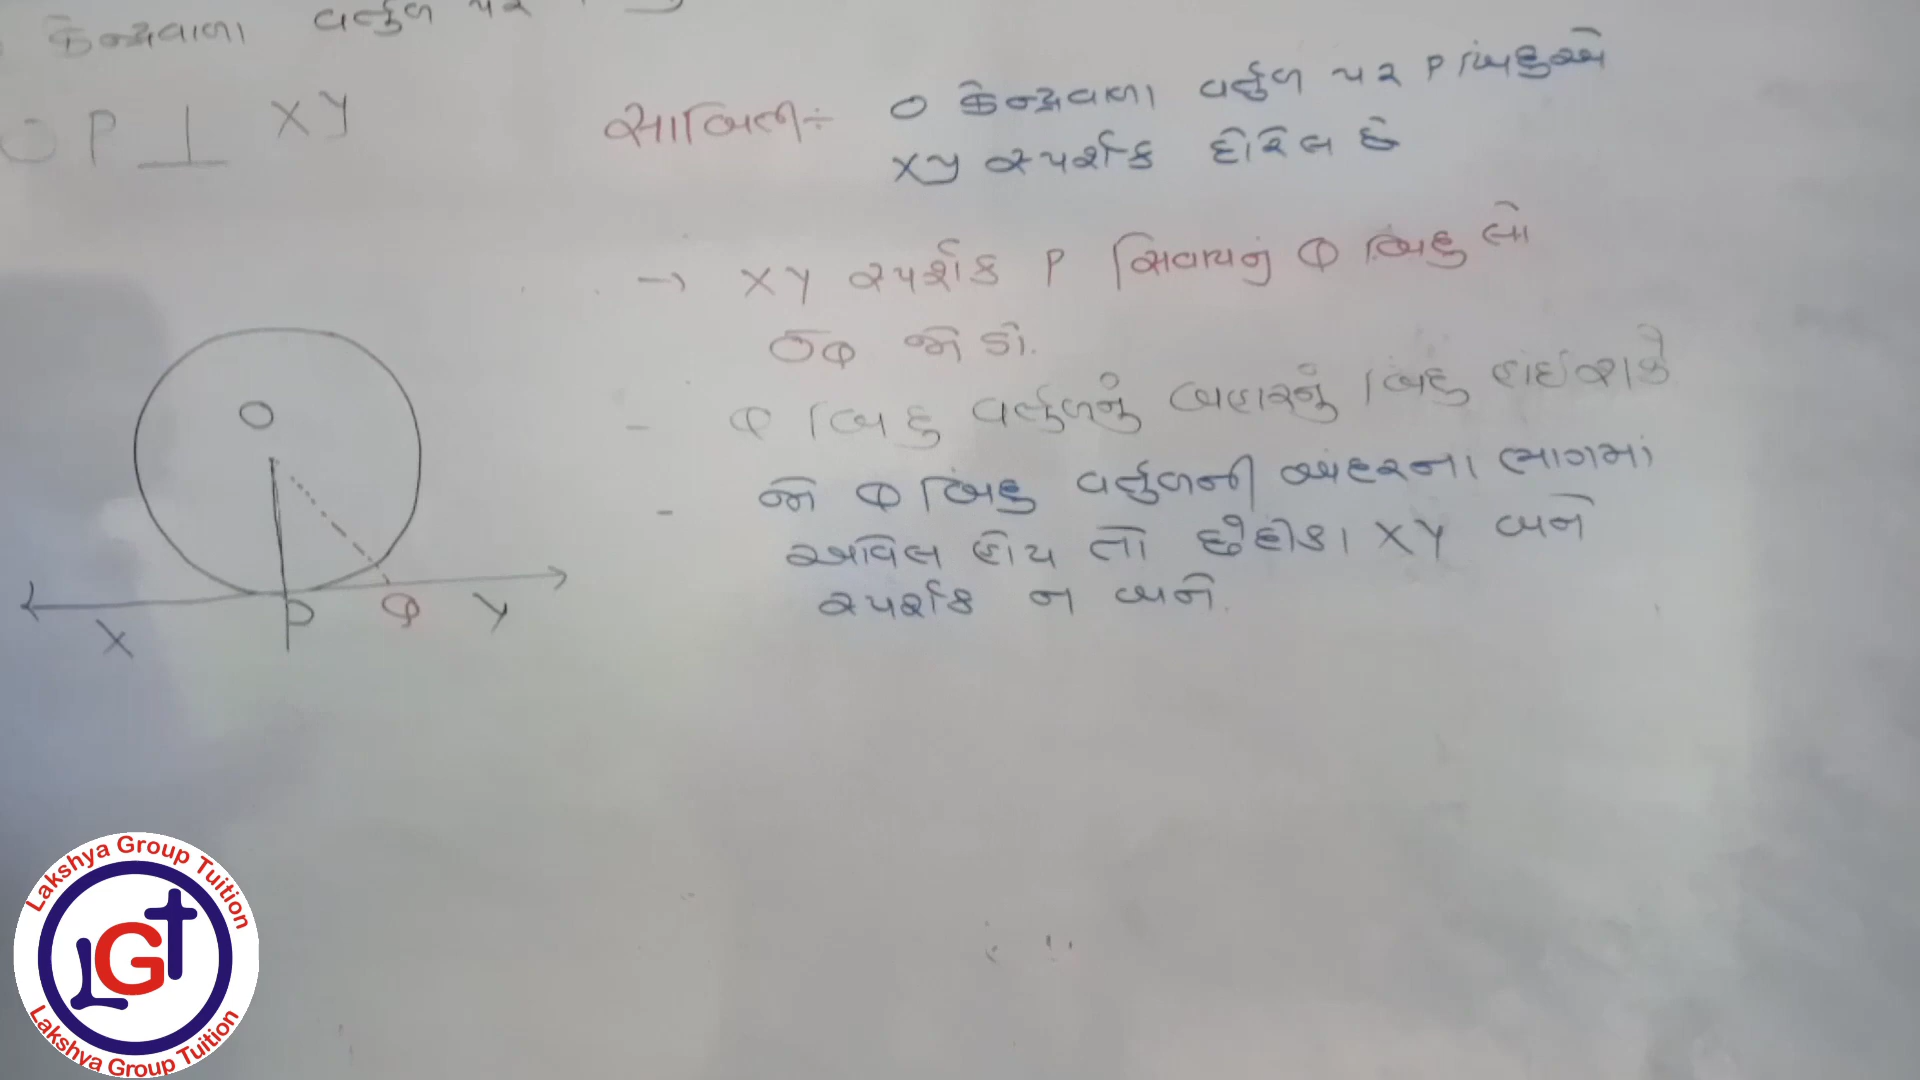 કેન્દ્રવાળા વર્તુળ પર
OP ⊥ XY
સાબિતી:- O કેન્દ્રવાળા વર્તુળ પર P બિંદુએ
XY સ્પર્શક દોરેલ છે
→ XY સ્પર્શક P સિવાયનું Q બિંદુ લો
OQ જોડો.
- Q બિંદુ વર્તુળનું બહારનું બિંદુ
- જો Q બિંદુ વર્તુળની અંદરના ભાગમાં
આવેલ હોય તો છેદીકા XY બને
સ્પર્શક ન બને.
O
X P Q Y
Lakshya Group Tuition
LGT
Lakshya Group Tuition